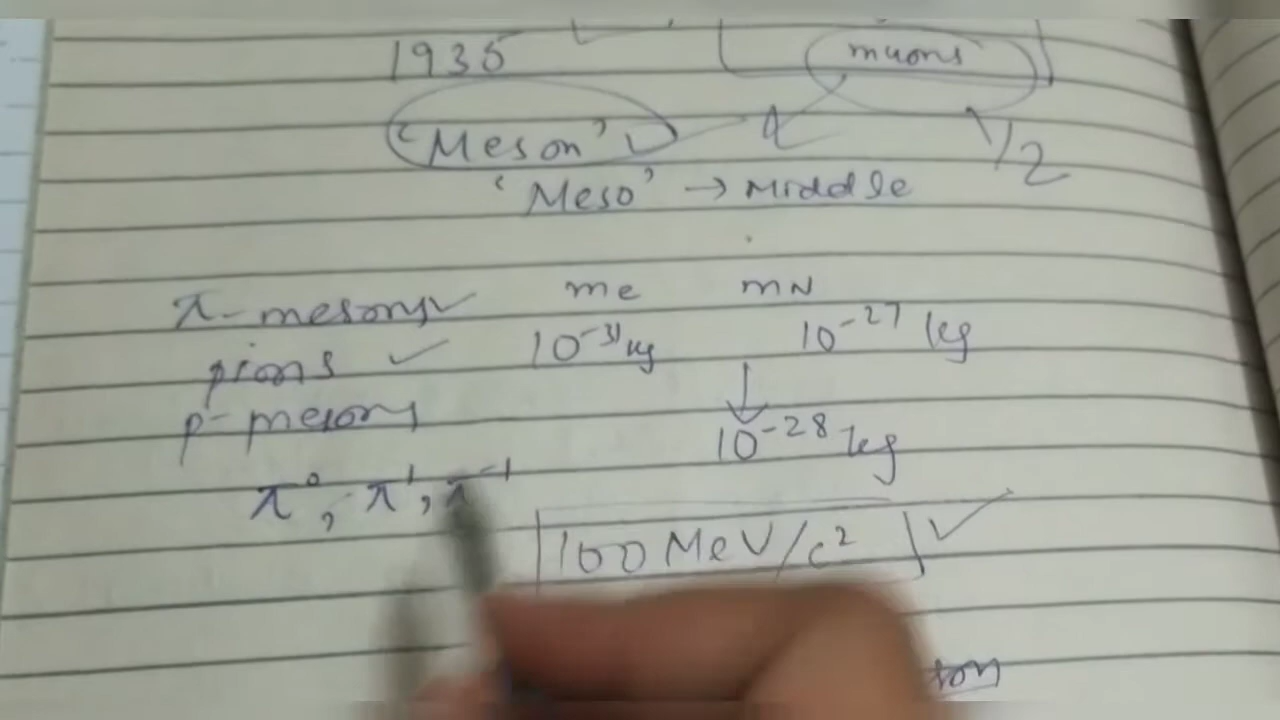 1935
muons
'Meson'
1/2
'Meso' → Middle
π-mesons me mN
pions 10⁻³¹ kg 10⁻²⁷ kg
p-mesons
10⁻²⁸ kg
π⁰, π¹, π⁻¹
100 MeV/c²